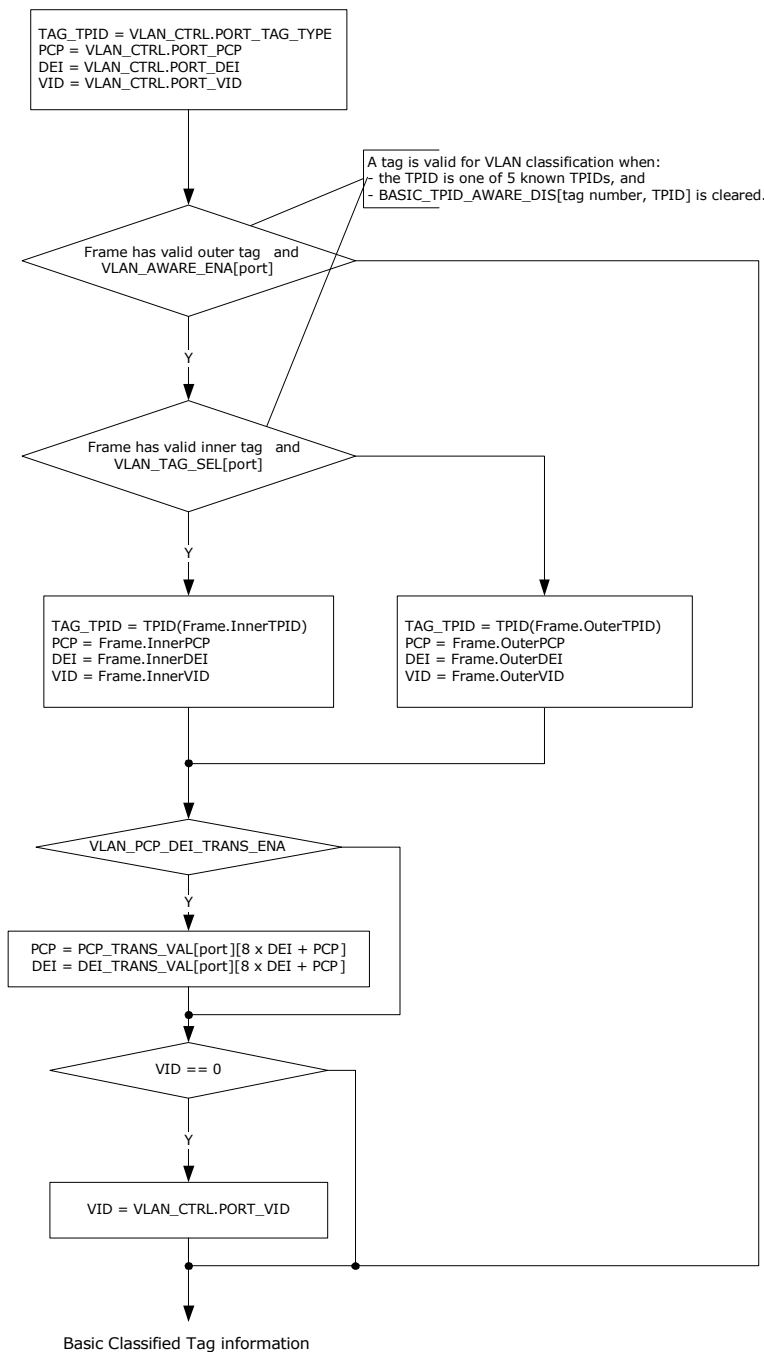 TAG_TPID = VLAN_CTRL.PORT_TAG_TYPE
PCP = VLAN_CTRL.PORT_PCP
DEI = VLAN_CTRL.PORT_DEI
VID = VLAN_CTRL.PORT_VID
A tag is valid for VLAN classification when:
- the TPID is one of 5 known TPIDs, and
- BASIC_TPID_AWARE_DIS[tag number, TPID] is cleared.
Frame has valid outer tag and
VLAN_AWARE_ENA[port]
Y
Frame has valid inner tag and
VLAN_TAG_SEL[port]
Y
TAG_TPID = TPID(Frame.InnerTPID)
PCP = Frame.InnerPCP
DEI = Frame.InnerDEI
VID = Frame.InnerVID
TAG_TPID = TPID(Frame.OuterTPID)
PCP = Frame.OuterPCP
DEI = Frame.OuterDEI
VID = Frame.OuterVID
VLAN_PCP_DEI_TRANS_ENA
Y
PCP = PCP_TRANS_VAL[port][8 x DEI + PCP]
DEI = DEI_TRANS_VAL[port][8 x DEI + PCP]
VID == 0
Y
VID = VLAN_CTRL.PORT_VID
Basic Classified Tag information